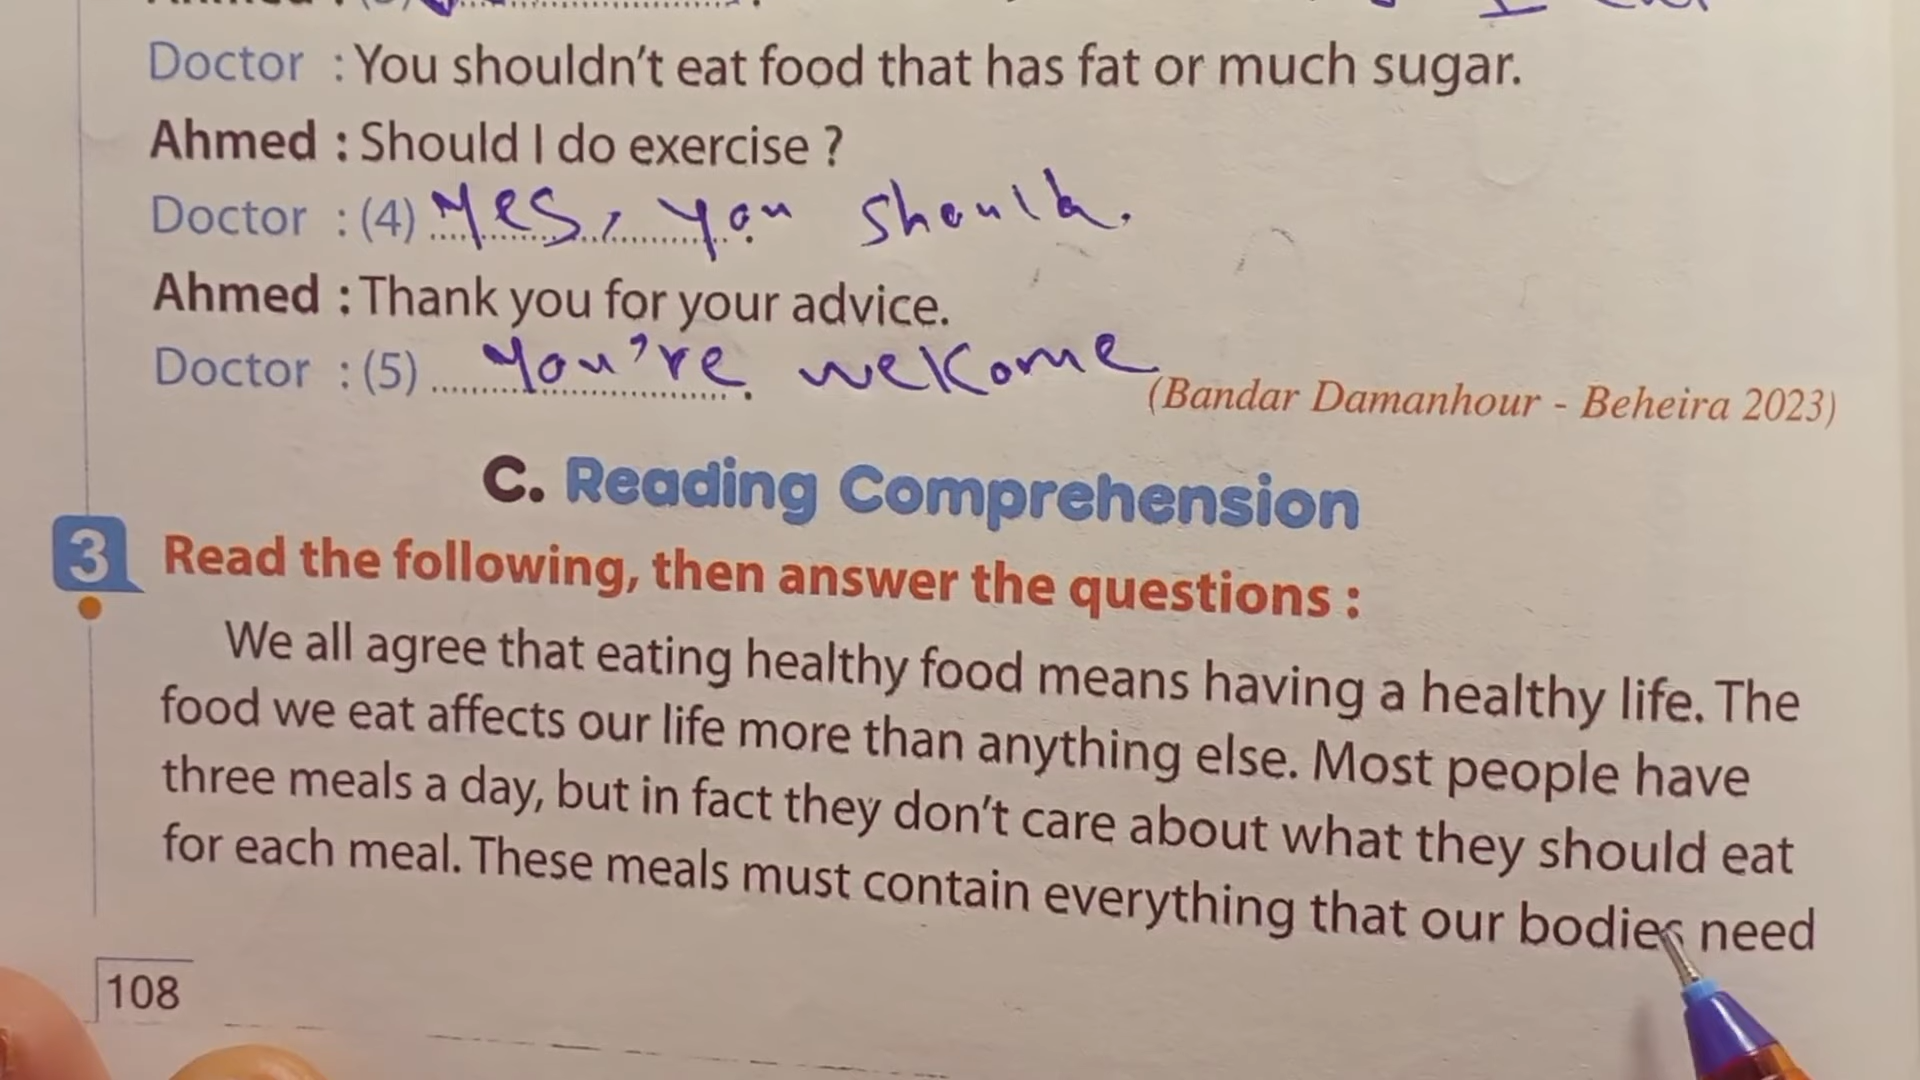 Doctor : You shouldn't eat food that has fat or much sugar.
Ahmed : Should I do exercise ?
Doctor : (4) Yes, you should.
Ahmed : Thank you for your advice.
Doctor : (5) You're welcome.
(Bandar Damanhour - Beheira 2023)
C. Reading Comprehension
3 Read the following, then answer the questions :
We all agree that eating healthy food means having a healthy life. The
food we eat affects our life more than anything else. Most people have
three meals a day, but in fact they don't care about what they should eat
for each meal. These meals must contain everything that our bodies need
108